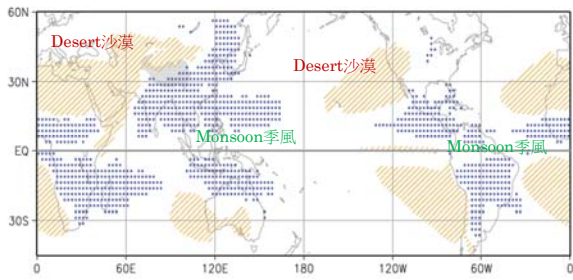 60N
Desert沙漠
Desert沙漠
30N
Monsoon季風
Monsoon季風
EQ
30S
60E
120E
180
120W
60W
0